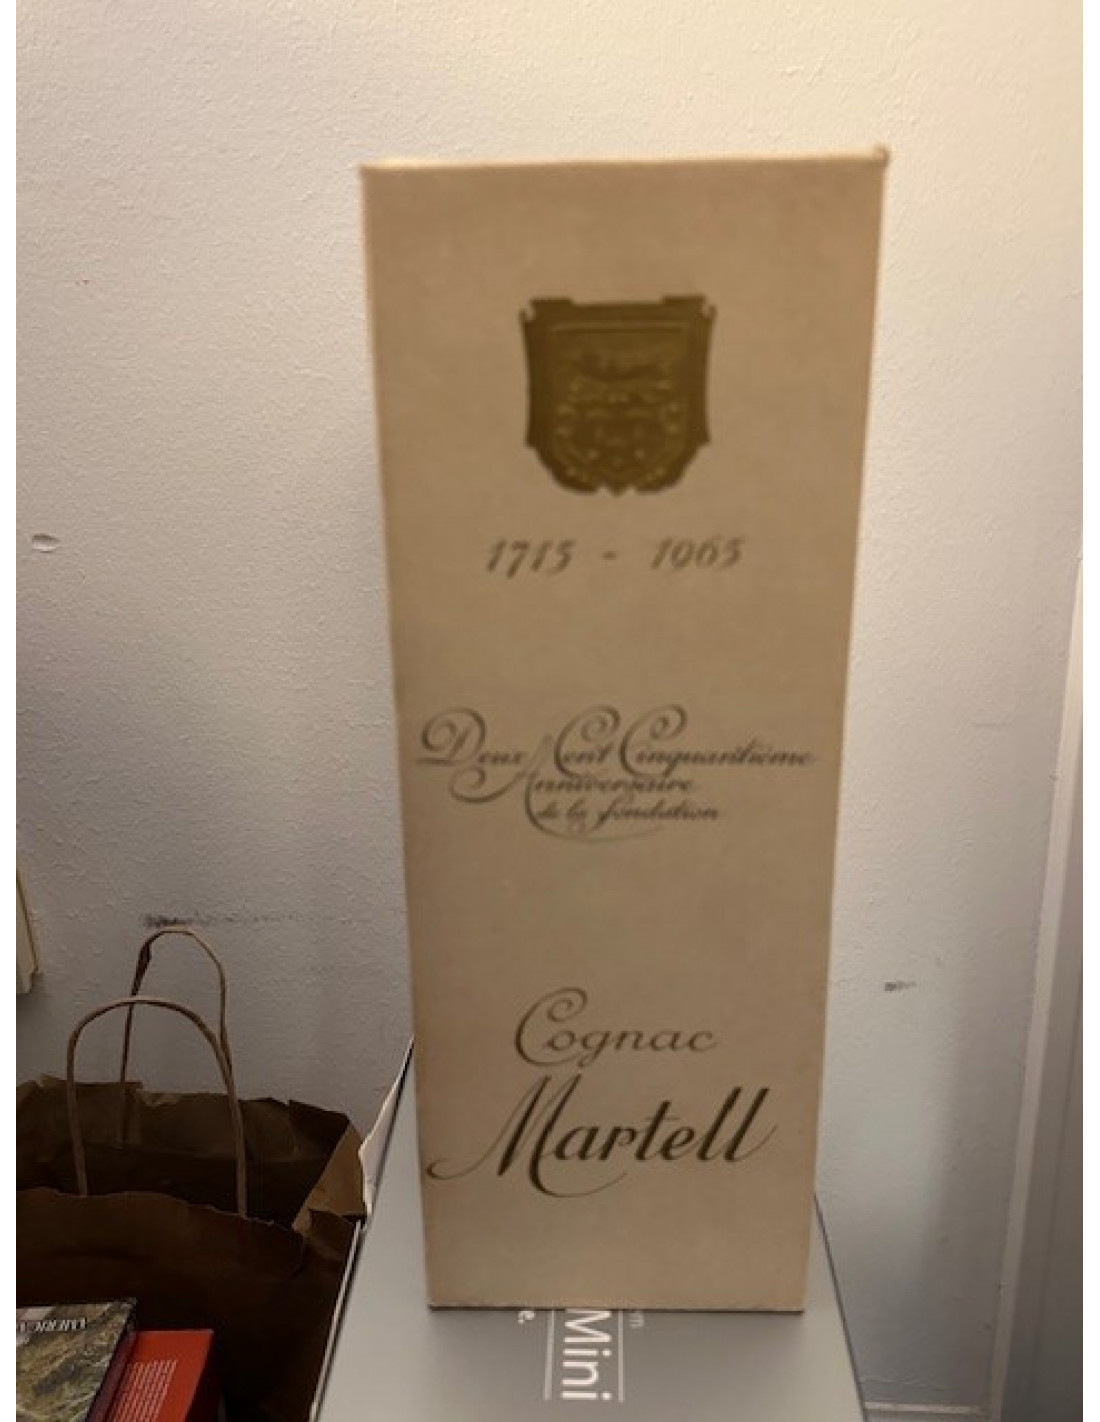 1715 - 1965
Deux Cent Cinquantième
Anniversaire
de la fondation
Cognac
Martell
Mini